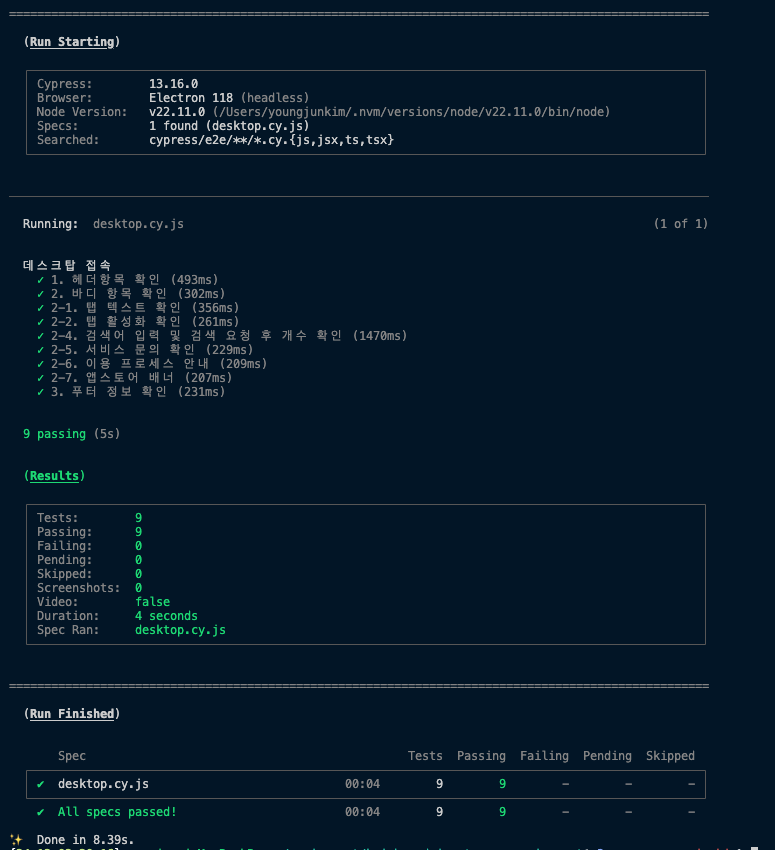 (Run Starting)
Cypress: 13.16.0
Browser: Electron 118 (headless)
Node Version: v22.11.0 (/Users/youngjunkim/.nvm/versions/node/v22.11.0/bin/node)
Specs: 1 found (desktop.cy.js)
Searched: cypress/e2e/**/*.cy.{js,jsx,ts,tsx}
Running: desktop.cy.js (1 of 1)
데스크탑 접속
✓ 1. 헤더항목 확인 (493ms)
✓ 2. 바디 항목 확인 (302ms)
✓ 2-1. 탭 텍스트 확인 (356ms)
✓ 2-2. 탭 활성화 확인 (261ms)
✓ 2-4. 검색어 입력 및 검색 요청 후 개수 확인 (1470ms)
✓ 2-5. 서비스 문의 확인 (229ms)
✓ 2-6. 이용 프로세스 안내 (209ms)
✓ 2-7. 앱스토어 배너 (207ms)
✓ 3. 푸터 정보 확인 (231ms)
9 passing (5s)
(Results)
Tests: 9
Passing: 9
Failing: 0
Pending: 0
Skipped: 0
Screenshots: 0
Video: false
Duration: 4 seconds
Spec Ran: desktop.cy.js
(Run Finished)
Spec Tests Passing Failing Pending Skipped
✔ desktop.cy.js 00:04 9 9 - - -
✔ All specs passed! 00:04 9 9 - - -
✨ Done in 8.39s.